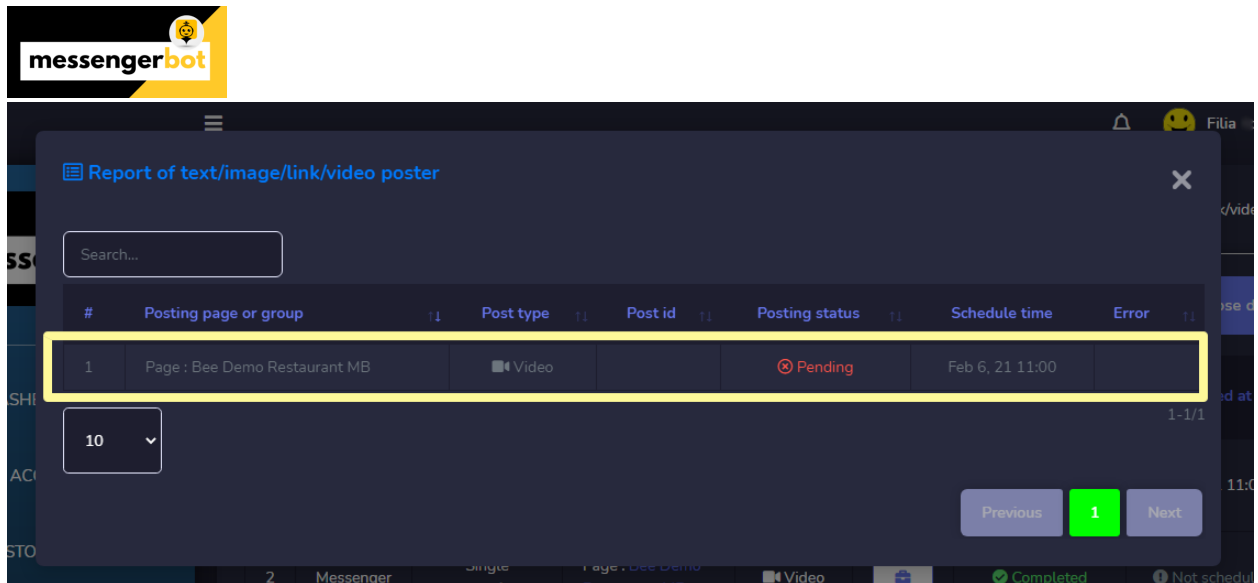 messengerbot
Filia
Report of text/image/link/video poster
Search...
# Posting page or group Post type Post id Posting status Schedule time Error
1 Page : Bee Demo Restaurant MB Video Pending Feb 6, 21 11:00
1-1/1
10
Previous 1 Next
2 Messenger Single Page : Bee Demo Video Completed Not schedul